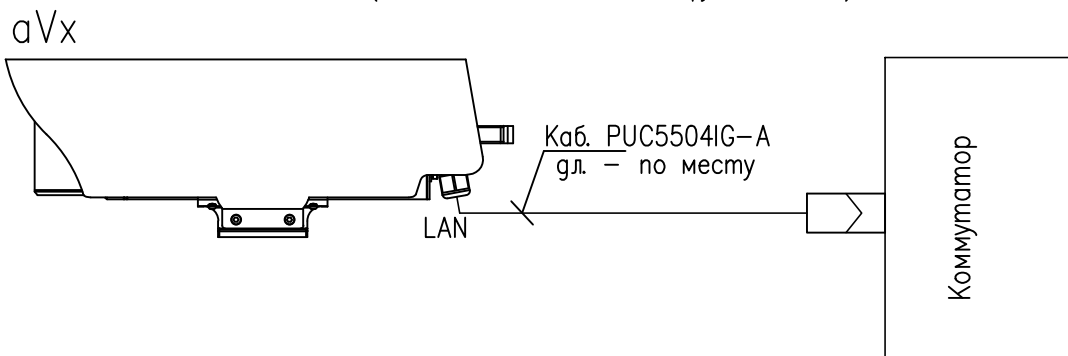 aVx
Каб. PUC5504IG-A
дл. - по месту
LAN
Коммутатор